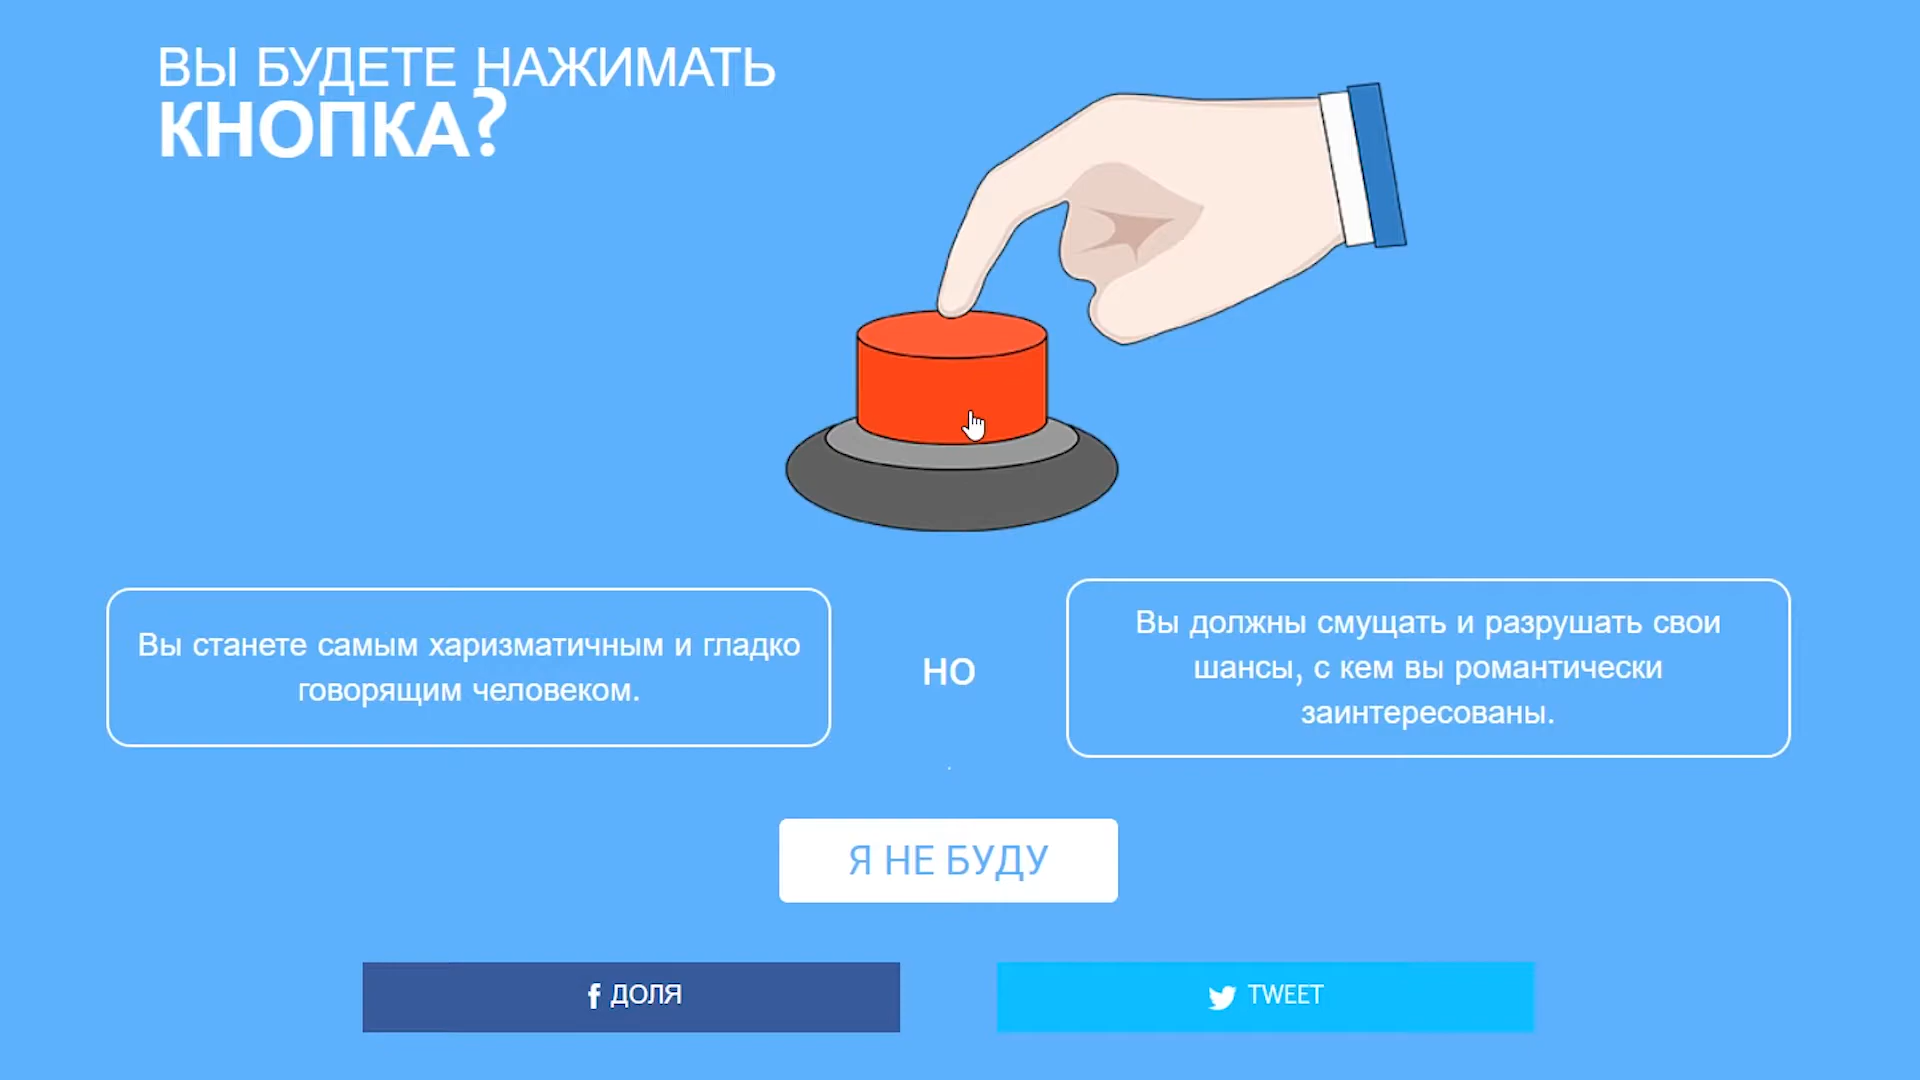 ВЫ БУДЕТЕ НАЖИМАТЬ
КНОПКА?
Вы станете самым харизматичным и гладко
говорящим человеком.
НО
Вы должны смущать и разрушать свои
шансы, с кем вы романтически
заинтересованы.
Я НЕ БУДУ
ДОЛЯ
TWEET